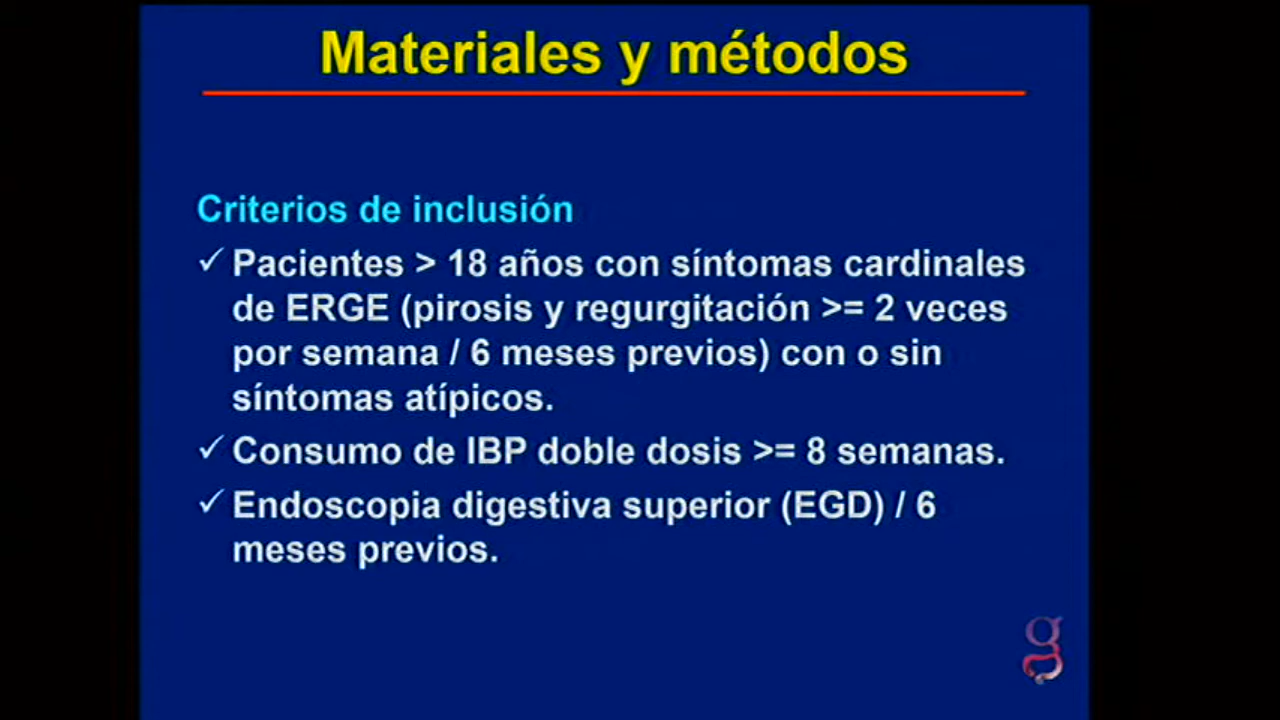 Materiales y métodos
Criterios de inclusión
✓ Pacientes > 18 años con síntomas cardinales
de ERGE (pirosis y regurgitación >= 2 veces
por semana / 6 meses previos) con o sin
síntomas atípicos.
✓ Consumo de IBP doble dosis >= 8 semanas.
✓ Endoscopia digestiva superior (EGD) / 6
meses previos.
g